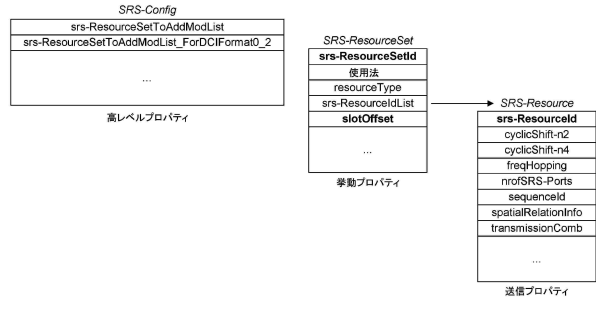 SRS-Config
srs-ResourceSetToAddModList
srs-ResourceSetToAddModList_ForDCIFormat0_2
...
高レベルプロパティ
SRS-ResourceSet
srs-ResourceSetId
使用法
resourceType
srs-ResourceIdList
slotOffset
...
挙動プロパティ
SRS-Resource
srs-ResourceId
cyclicShift-n2
cyclicShift-n4
freqHopping
nrofSRS-Ports
sequenceId
spatialRelationInfo
transmissionComb
...
送信プロパティ